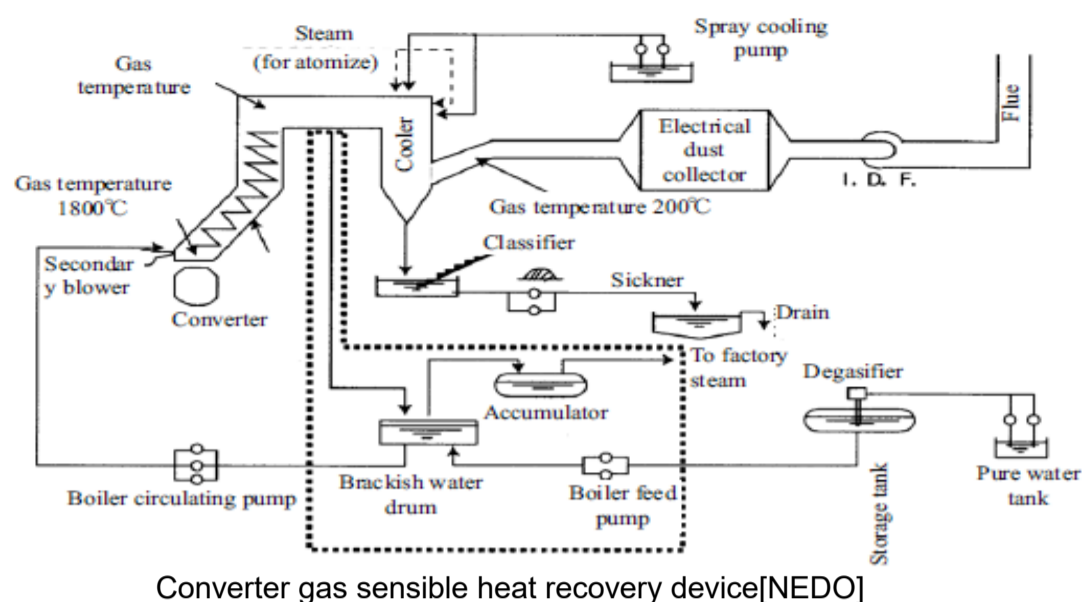 Steam
(for atomize)
Spray cooling
pump
Gas
temperature
Cooler
Electrical
dust
collector
Flue
I. D. F.
Gas temperature
1800℃
Gas temperature 200℃
Classifier
Secondar
y blower
Sickner
Converter
Drain
To factory
steam
Degasifier
Accumulator
Brackish water
drum
Boiler circulating pump
Boiler feed
pump
Storage tank
Pure water
tank
Converter gas sensible heat recovery device[NEDO]